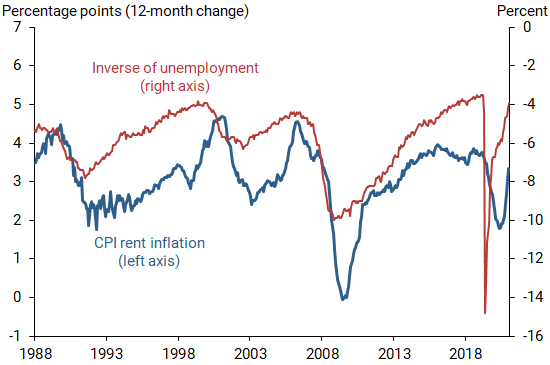 Percentage points (12-month change) Percent
7 0
Inverse of unemployment
(right axis)
6 -2
5 -4
4 -6
3 -8
2 -10
CPI rent inflation
(left axis)
1 -12
0 -14
-1 -16
1988 1993 1998 2003 2008 2013 2018